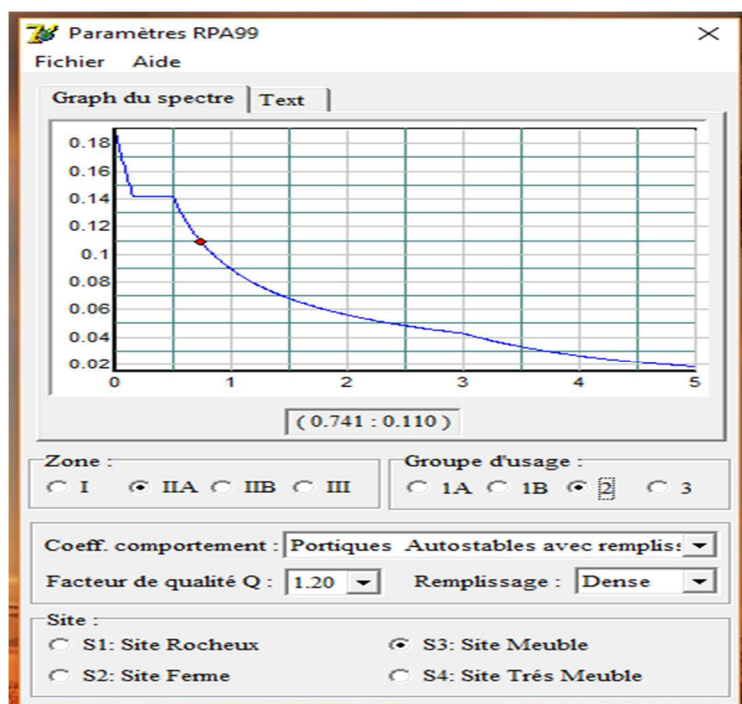 Paramètres RPA99
Fichier Aide
Graph du spectre Text
0.18
0.16
0.14
0.12
0.1
0.08
0.06
0.04
0.02
0 1 2 3 4 5
( 0.741 : 0.110 )
Zone :
I IIA IIB III
Groupe d'usage :
1A 1B 2 3
Coeff. comportement : Portiques Autostables avec remplis:
Facteur de qualité Q : 1.20 Remplissage : Dense
Site :
S1: Site Rocheux S3: Site Meuble
S2: Site Ferme S4: Site Trés Meuble